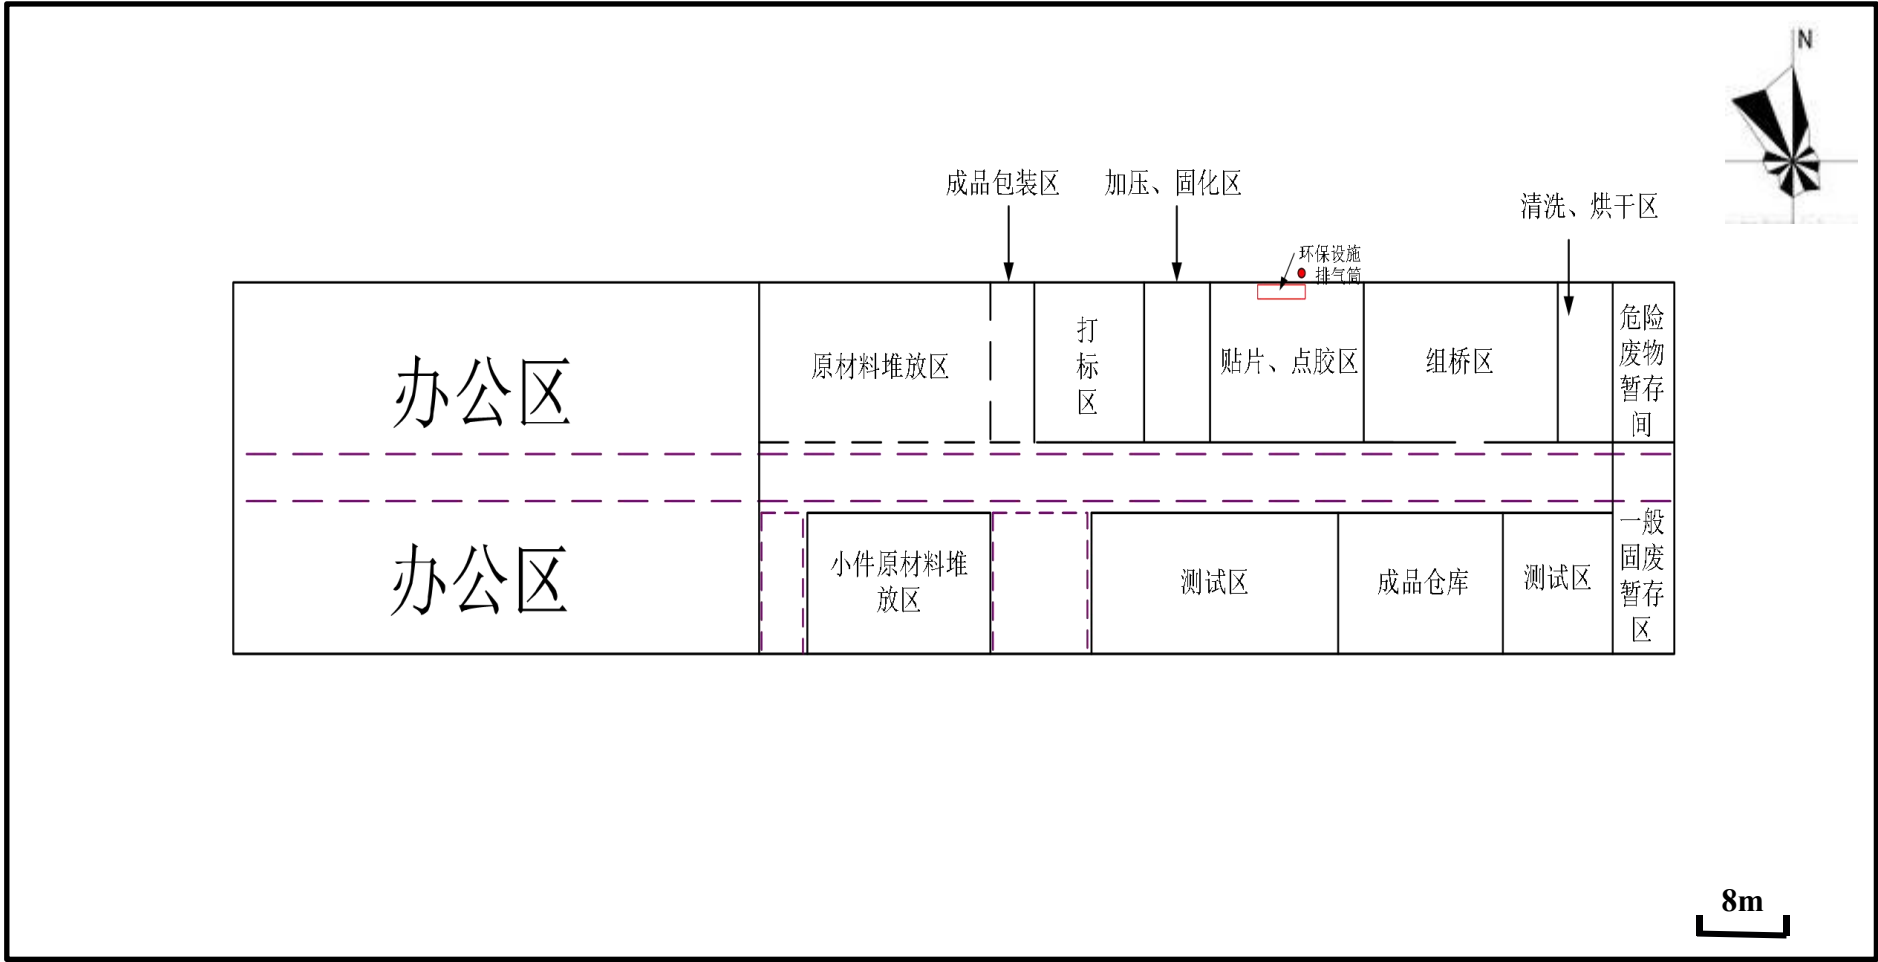 N
成品包装区
加压、固化区
清洗、烘干区
环保设施
排气筒
办公区
原材料堆放区
打
标
区
贴片、点胶区
组桥区
危险
废物
暂存
间
办公区
小件原材料堆
放区
测试区
成品仓库
测试区
一般
固废
暂存
区
8m